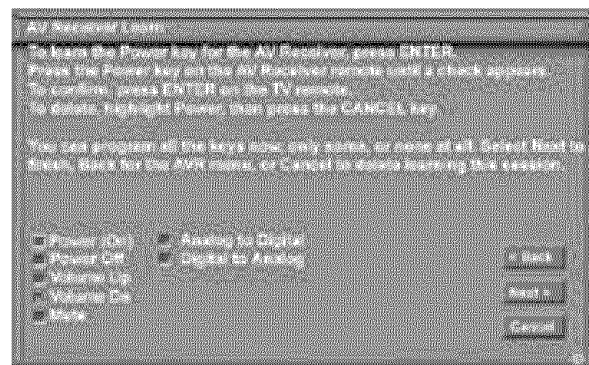 AV Receiver Learn
To learn the Power key for the AV Receiver, press ENTER.
Press the Power key on the AV Receiver remote until a check appears.
To confirm, press ENTER on the TV remote.
To delete, highlight Power, then press the CANCEL key.
You can program all the keys now, only some, or none at all. Select Next to
finish, Back for the AVR menu, or Cancel to delete learning this session.
Power (On)
Power Off
Volume Up
Volume Dn
Mute
Analog to Digital
Digital to Analog
< Back
Next >
Cancel